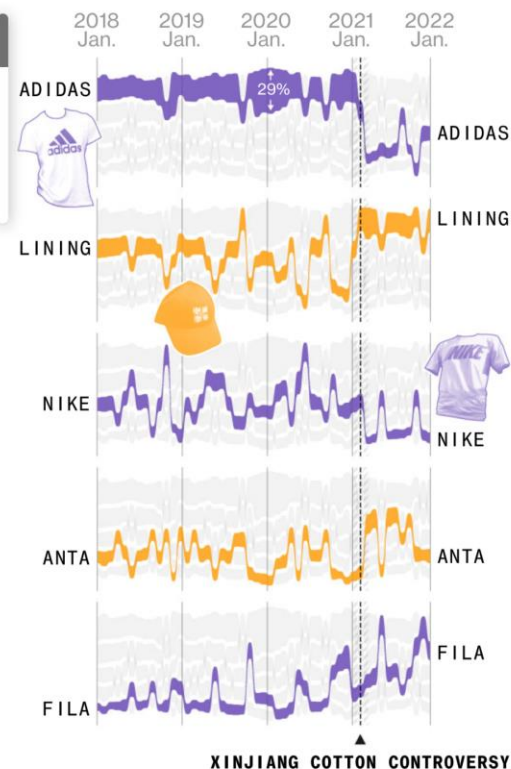 2018 2019 2020 2021 2022
Jan. Jan. Jan. Jan. Jan.
ADIDAS
29%
adidas
ADIDAS
LINING
LINING
NIKE
NIKE
NIKE
ANTA
ANTA
FILA
FILA
XINJIANG COTTON CONTROVERSY